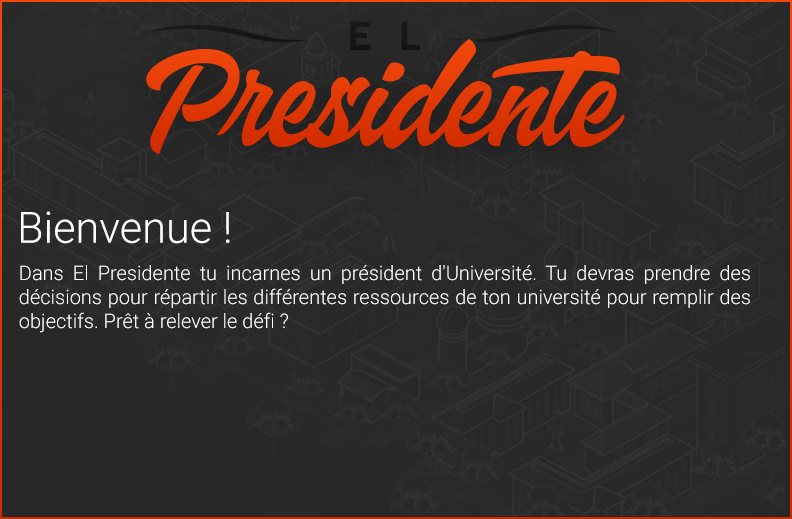 EL
Presidente
Bienvenue !
Dans El Presidente tu incarnes un président d'Université. Tu devras prendre des
décisions pour répartir les différentes ressources de ton université pour remplir des
objectifs. Prêt à relever le défi ?